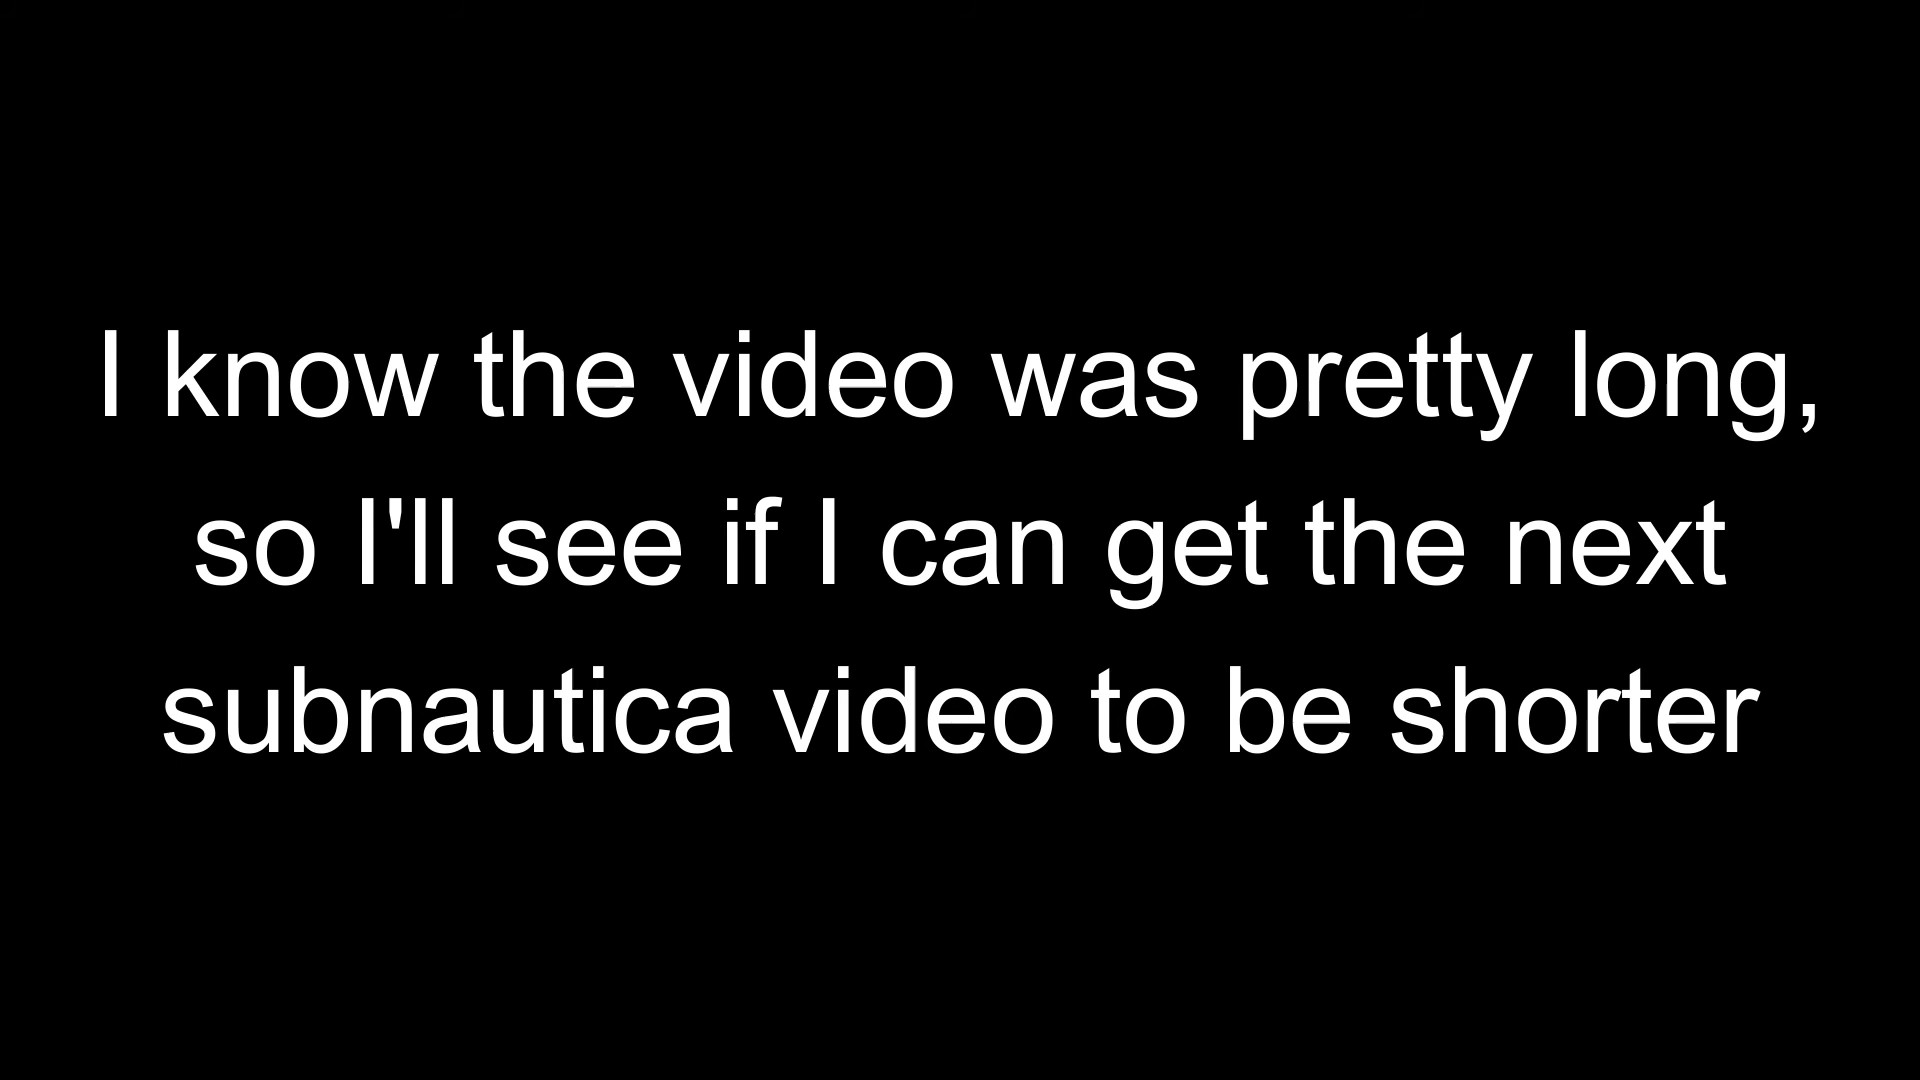 I know the video was pretty long,
so I'll see if I can get the next
subnautica video to be shorter